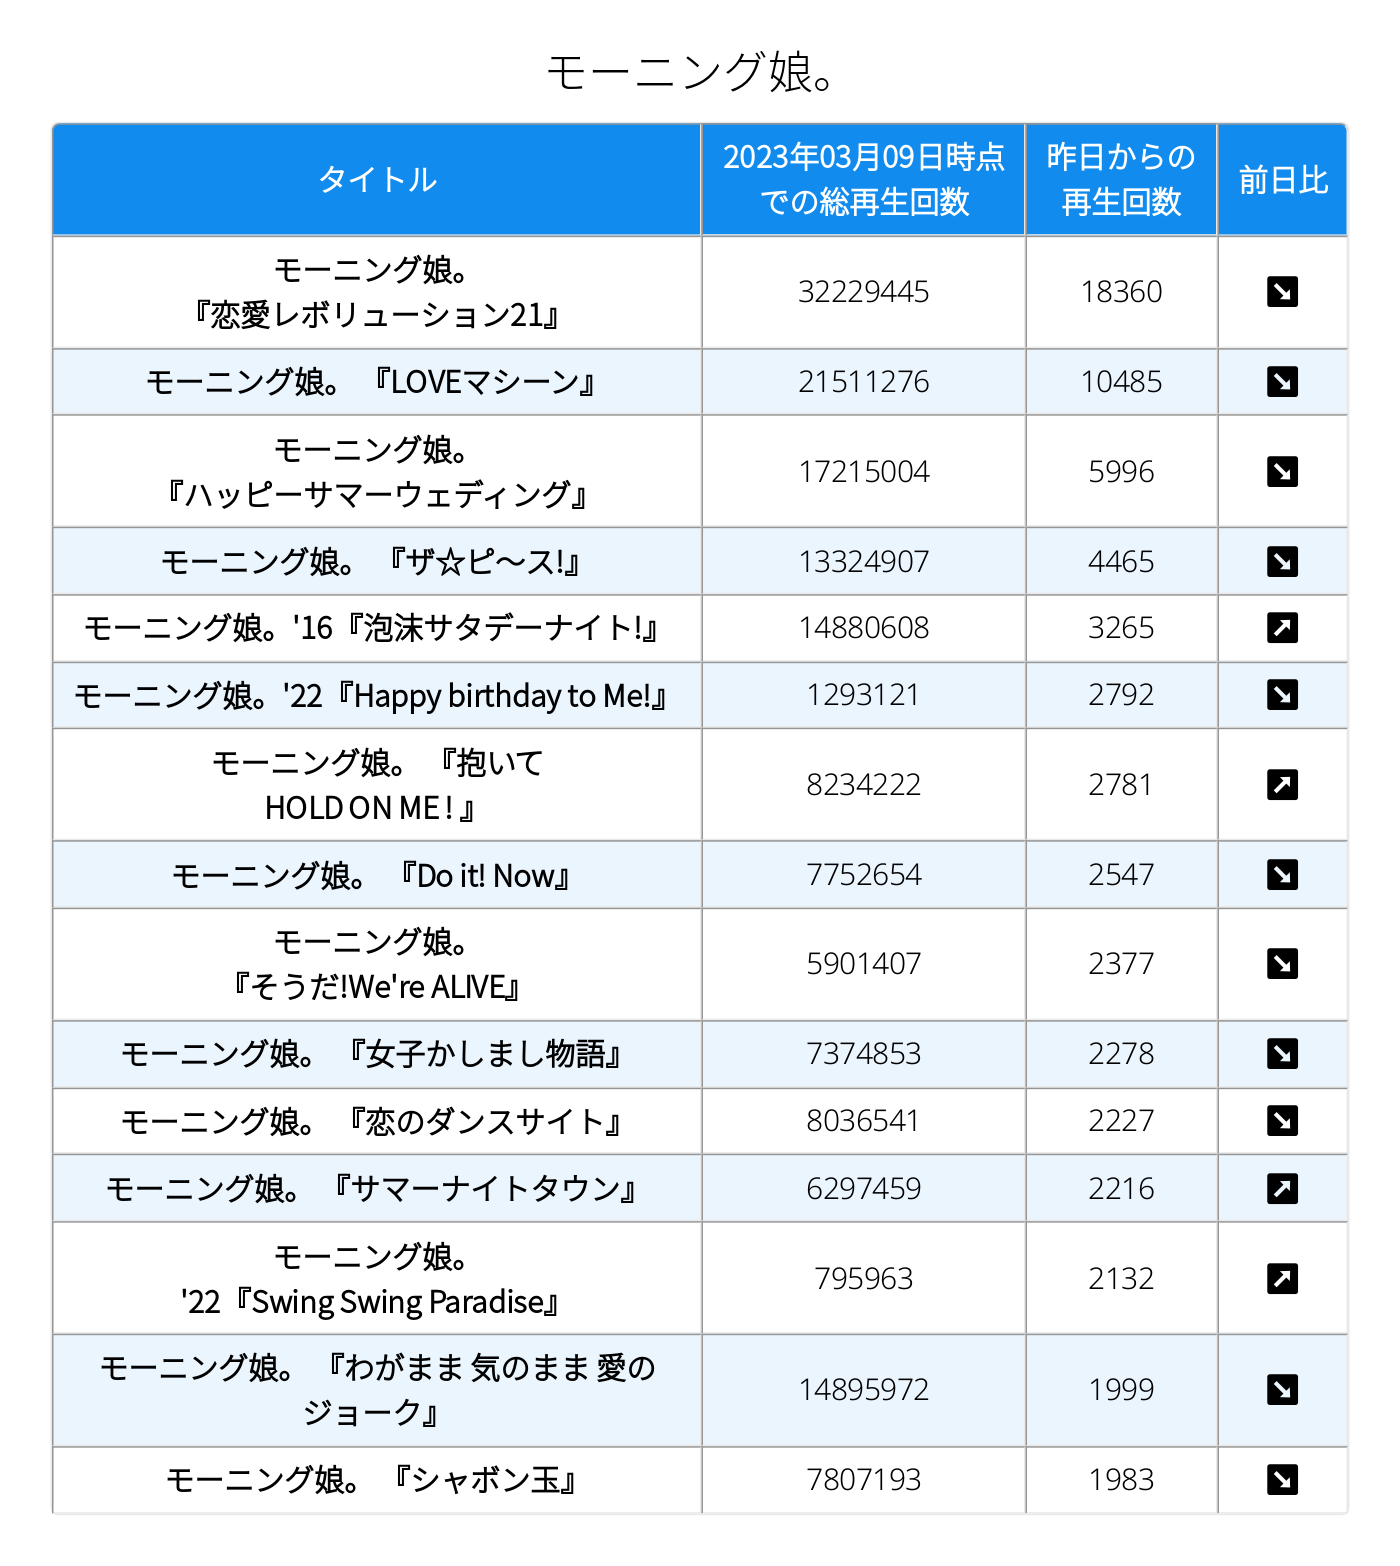 モーニング娘。
タイトル
2023年03月09日時点
での総再生回数
昨日からの
再生回数
前日比
モーニング娘。
『恋愛レボリューション21』
32229445
18360
モーニング娘。 『LOVEマシーン』
21511276
10485
モーニング娘。
『ハッピーサマーウェディング』
17215004
5996
モーニング娘。 『ザ☆ピ〜ス!』
13324907
4465
モーニング娘。'16『泡沫サタデーナイト!』
14880608
3265
モーニング娘。'22『Happy birthday to Me!』
1293121
2792
モーニング娘。 『抱いて
HOLD ON ME! 』
8234222
2781
モーニング娘。 『Do it! Now』
7752654
2547
モーニング娘。
『そうだ!We're ALIVE』
5901407
2377
モーニング娘。 『女子かしまし物語』
7374853
2278
モーニング娘。 『恋のダンスサイト』
8036541
2227
モーニング娘。 『サマーナイトタウン』
6297459
2216
モーニング娘。
'22『Swing Swing Paradise』
795963
2132
モーニング娘。 『わがまま 気のまま 愛の
ジョーク』
14895972
1999
モーニング娘。 『シャボン玉』
7807193
1983